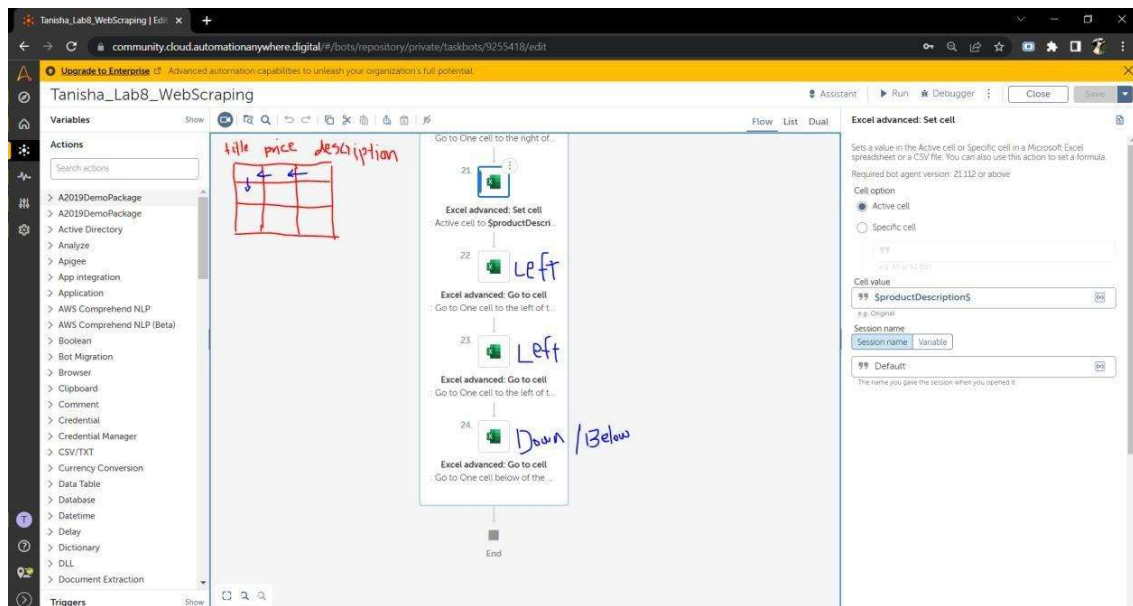 Tanisha_Lab8_WebScraping | Edi
community.cloud.automationanywhere.digital/#/bots/repository/private/taskbots/9255418/edit
Upgrade to Enterprise Advanced automation capabilities to unleash your organization's full potential.
Tanisha_Lab8_WebScraping
Assistant Run Debugger Close Save
Variables Show
Flow List Dual
Actions
Search actions
A2019DemoPackage
A2019DemoPackage
Active Directory
Analyze
Apigee
App integration
Application
AWS Comprehend NLP
AWS Comprehend NLP (Beta)
Boolean
Bot Migration
Browser
Clipboard
Comment
Credential
Credential Manager
CSV/TXT
Currency Conversion
Data Table
Database
Datetime
Delay
Dictionary
DLL
Document Extraction
Triggers Show
title price description
Go to One cell to the right of...
21.
Excel advanced: Set cell
Active cell to $productDescri...
22.
Left
Excel advanced: Go to cell
Go to One cell to the left of t...
23.
Left
Excel advanced: Go to cell
Go to One cell to the left of t...
24.
Down / Below
Excel advanced: Go to cell
Go to One cell below of the ...
End
Excel advanced: Set cell
Sets a value in the Active cell or Specific cell in a Microsoft Excel
spreadsheet or a CSV file. You can also use this action to set a formula.
Required bot agent version: 21.112 or above
Cell option
Active cell
Specific cell
Cell value
$productDescription$
e.g. Original
Session name
Session name Variable
Default
The name you gave the session when you opened it.
T